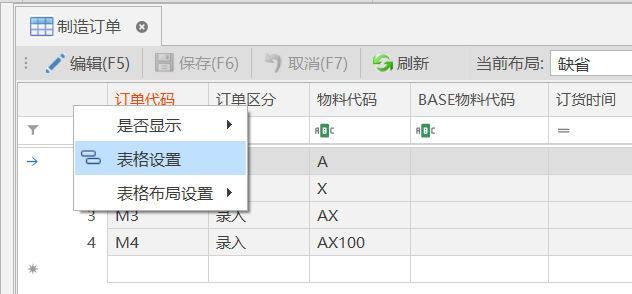 制造订单
编辑(F5) 保存(F6) 取消(F7) 刷新 当前布局: 缺省
订单代码 订单区分 物料代码 BASE物料代码 订货时间
是否显示 ABC ABC =
表格设置 A
X
表格布局设置
3 M3 录入 AX
4 M4 录入 AX100